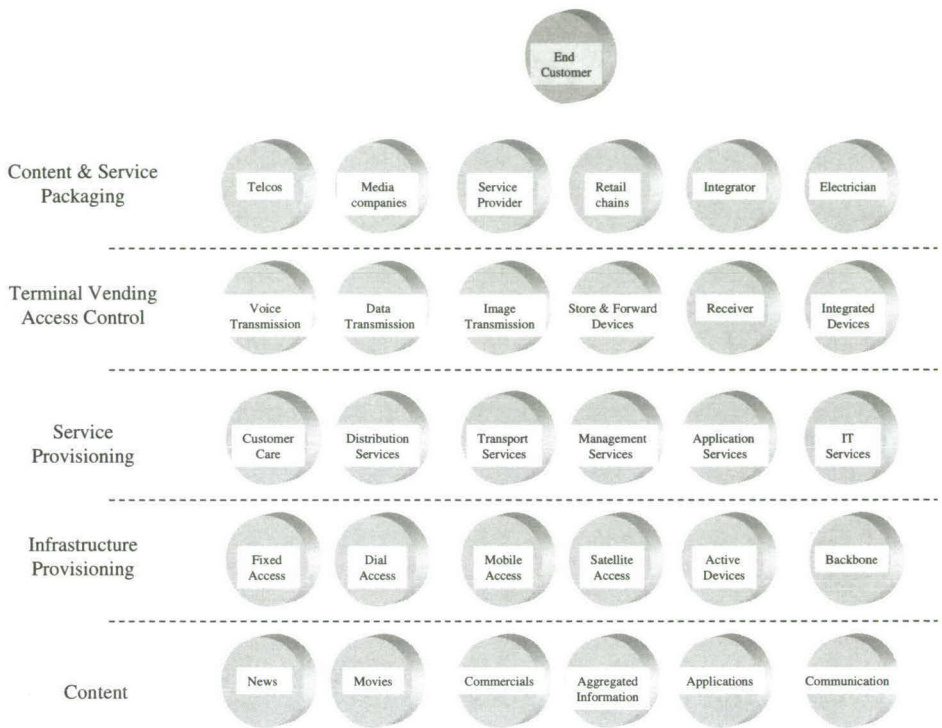 End
Customer
Content & Service
Packaging
Telcos
Media
companies
Service
Provider
Retail
chains
Integrator
Electrician
Terminal Vending
Access Control
Voice
Transmission
Data
Transmission
Image
Transmission
Store & Forward
Devices
Receiver
Integrated
Devices
Service
Provisioning
Customer
Care
Distribution
Services
Transport
Services
Management
Services
Application
Services
IT
Services
Infrastructure
Provisioning
Fixed
Access
Dial
Access
Mobile
Access
Satellite
Access
Active
Devices
Backbone
Content
News
Movies
Commercials
Aggregated
Information
Applications
Communication